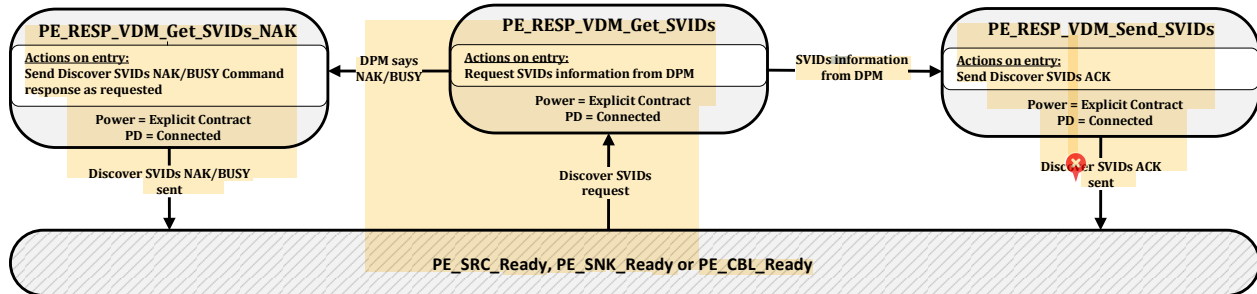 PE_RESP_VDM_Get_SVIDs_NAK
Actions on entry:
Send Discover SVIDs NAK/BUSY Command
response as requested
Power = Explicit Contract
PD = Connected
DPM says
NAK/BUSY
PE_RESP_VDM_Get_SVIDs
Actions on entry:
Request SVIDs information from DPM
Power = Explicit Contract
PD = Connected
SVIDs information
from DPM
PE_RESP_VDM_Send_SVIDs
Actions on entry:
Send Discover SVIDs ACK
Power = Explicit Contract
PD = Connected
Discover SVIDs NAK/BUSY
sent
Discover SVIDs
request
Discover SVIDs ACK
sent
PE_SRC_Ready, PE_SNK_Ready or PE_CBL_Ready